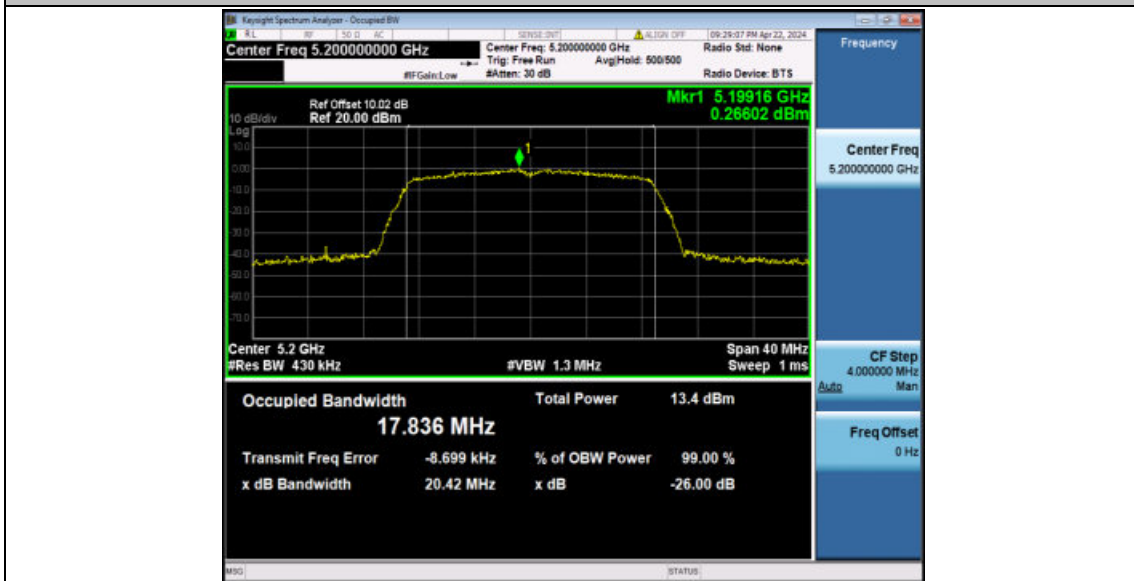 Keysight Spectrum Analyzer - Occupied BW
RL RF 50 Ω AC SENSE:INT ALIGN OFF 09:29:07 PM Apr 22, 2024
Center Freq 5.200000000 GHz
Center Freq: 5.200000000 GHz
Radio Std: None
Trig: Free Run Avg|Hold: 500/500
#IFGain:Low #Atten: 30 dB Radio Device: BTS
Frequency
Mkr1 5.19916 GHz
0.26602 dBm
Ref Offset 10.02 dB
10 dB/div Ref 20.00 dBm
Log
10.0
0.00
-10.0
-20.0
-30.0
-40.0
-50.0
-60.0
-70.0
1
Center Freq
5.200000000 GHz
Center 5.2 GHz Span 40 MHz
#Res BW 430 kHz #VBW 1.3 MHz Sweep 1 ms
CF Step
4.000000 MHz
Auto Man
Occupied Bandwidth Total Power 13.4 dBm
17.836 MHz
Transmit Freq Error -8.699 kHz % of OBW Power 99.00 %
x dB Bandwidth 20.42 MHz x dB -26.00 dB
Freq Offset
0 Hz
MSG STATUS